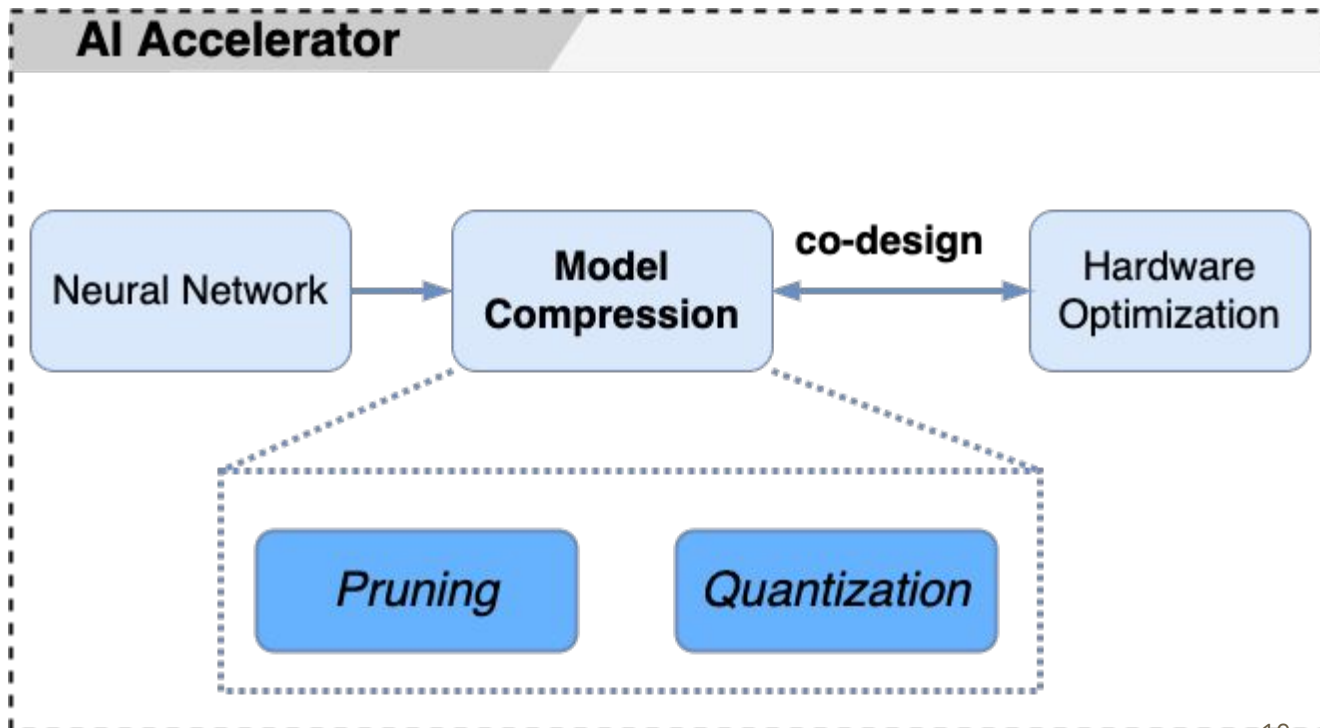 AI Accelerator
Neural Network
Model
Compression
co-design
Hardware
Optimization
Pruning
Quantization